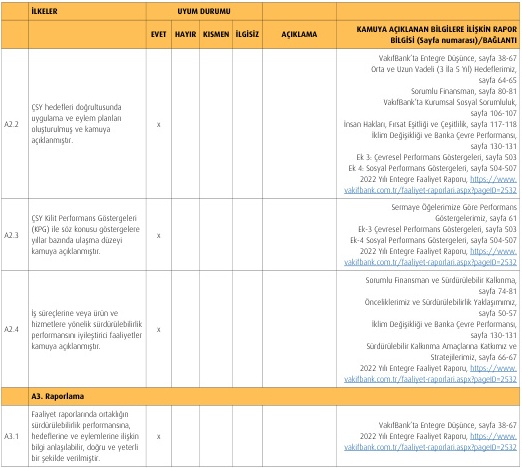 İLKELER
UYUM DURUMU
EVET HAYIR KISMEN İLGİSİZ AÇIKLAMA
KAMUYA AÇIKLANAN BİLGİLERE İLİŞKİN RAPOR
BİLGİSİ (Sayfa numarası)/BAĞLANTI
A2.2
ÇSY hedefleri doğrultusunda
uygulama ve eylem planları
oluşturulmuş ve kamuya
açıklanmıştır.
x
VakıfBank'ta Entegre Düşünce, sayfa 38-67
Orta ve Uzun Vadeli (3 ila 5 Yıl) Hedeflerimiz,
sayfa 64-65
Sorumlu Finansman, sayfa 80-81
VakıfBank'ta Kurumsal Sosyal Sorumluluk,
sayfa 106-107
İnsan Hakları, Fırsat Eşitliği ve Çeşitlilik, sayfa 117-118
İklim Değişikliği ve Banka Çevre Performansı,
sayfa 130-131
Ek 3: Çevresel Performans Göstergeleri, sayfa 503
Ek 4: Sosyal Performans Göstergeleri, sayfa 504-507
2022 Yılı Entegre Faaliyet Raporu, https://www.
vakifbank.com.tr/faaliyet-raporlari.aspx?pageID=2532
A2.3
ÇSY Kilit Performans Göstergeleri
(KPG) ile söz konusu göstergelere
yıllar bazında ulaşma düzeyi
kamuya açıklanmıştır.
x
Sermaye Öğelerimize Göre Performans
Göstergelerimiz, sayfa 61
Ek-3 Çevresel Performans Göstergeleri, sayfa 503
Ek-4 Sosyal Performans Göstergeleri, sayfa 504-507
2022 Yılı Entegre Faaliyet Raporu, https://www.
vakifbank.com.tr/faaliyet-raporlari.aspx?pageID=2532
A2.4
İş süreçlerine veya ürün ve
hizmetlere yönelik sürdürülebilirlik
performansını iyileştirici faaliyetler
kamuya açıklanmıştır.
x
Sorumlu Finansman ve Sürdürülebilir Kalkınma,
sayfa 74-81
Önceliklerimiz ve Sürdürülebilirlik Yaklaşımımız,
sayfa 50-57
İklim Değişikliği ve Banka Çevre Performansı,
sayfa 130-131
Sürdürülebilir Kalkınma Amaçlarına Katkımız ve
Stratejilerimiz, sayfa 66-67
2022 Yılı Entegre Faaliyet Raporu, https://www.
vakifbank.com.tr/faaliyet-raporlari.aspx?pageID=2532
A3. Raporlama
A3.1
Faaliyet raporlarında ortaklığın
sürdürülebilirlik performansına,
hedeflerine ve eylemlerine ilişkin
bilgi anlaşılabilir, doğru ve yeterli
bir şekilde verilmiştir.
x
VakıfBank'ta Entegre Düşünce, sayfa 38-67
2022 Yılı Entegre Faaliyet Raporu, https://www.
vakifbank.com.tr/faaliyet-raporlari.aspx?pageID=2532